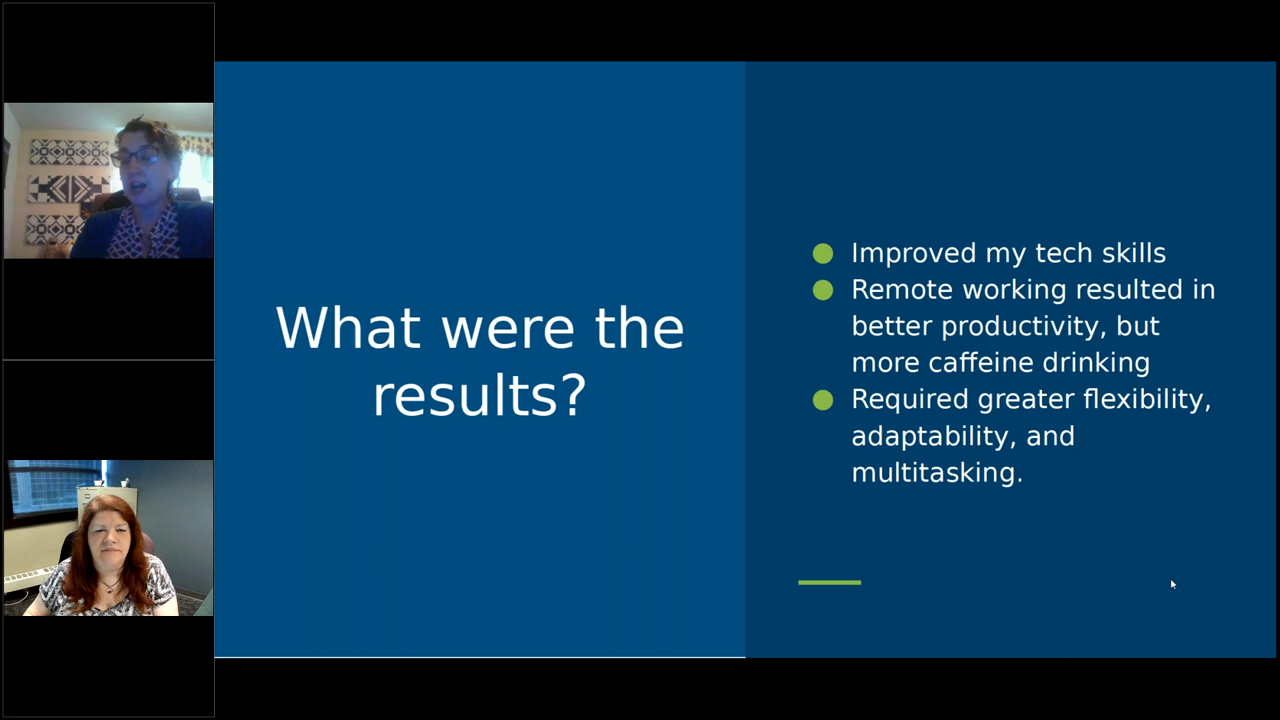 What were the
results?
Improved my tech skills
Remote working resulted in
better productivity, but
more caffeine drinking
Required greater flexibility,
adaptability, and
multitasking.